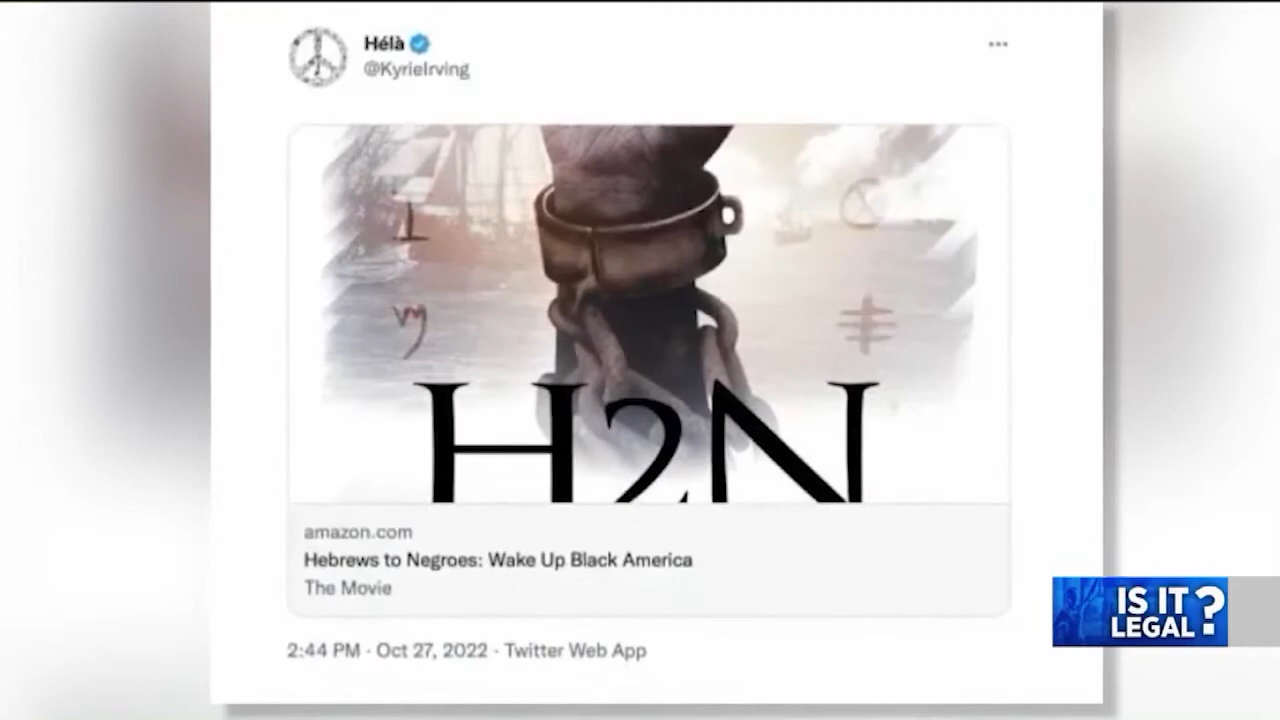 Hélà
@KyrieIrving
H2N
amazon.com
Hebrews to Negroes: Wake Up Black America
The Movie
2:44 PM · Oct 27, 2022 · Twitter Web App
IS IT
LEGAL?